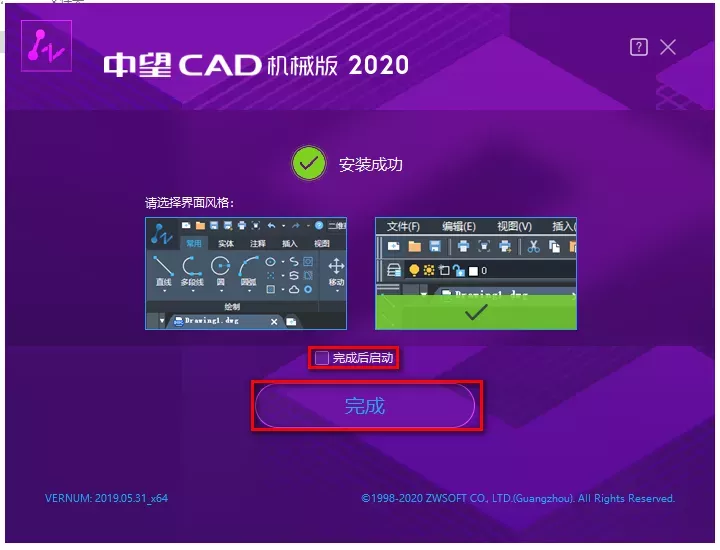 中望CAD 机械版 2020
安装成功
请选择界面风格:
常用 实体 注释 插入 视图
直线 多段线 圆 圆弧 移动
绘制
Drawing1.dwg
文件(F) 编辑(E) 视图(V) 插入(
0
Drawing1.dwg
完成后启动
完成
VERNUM: 2019.05.31_x64
©1998-2020 ZWSOFT CO., LTD.(Guangzhou). All Rights Reserved.